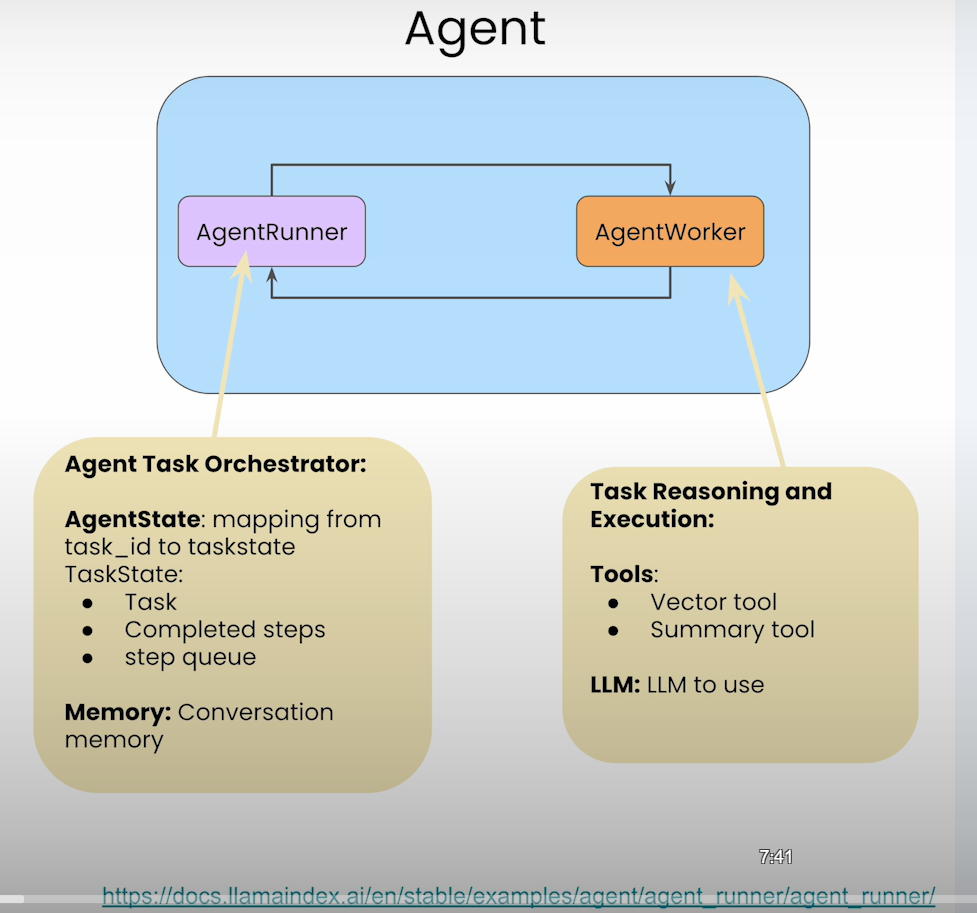 Agent
AgentRunner
AgentWorker
Agent Task Orchestrator:
AgentState: mapping from
task_id to taskstate
TaskState:
● Task
● Completed steps
● step queue
Memory: Conversation
memory
Task Reasoning and
Execution:
Tools:
● Vector tool
● Summary tool
LLM: LLM to use
7:41
https://docs.llamaindex.ai/en/stable/examples/agent/agent_runner/agent_runner/